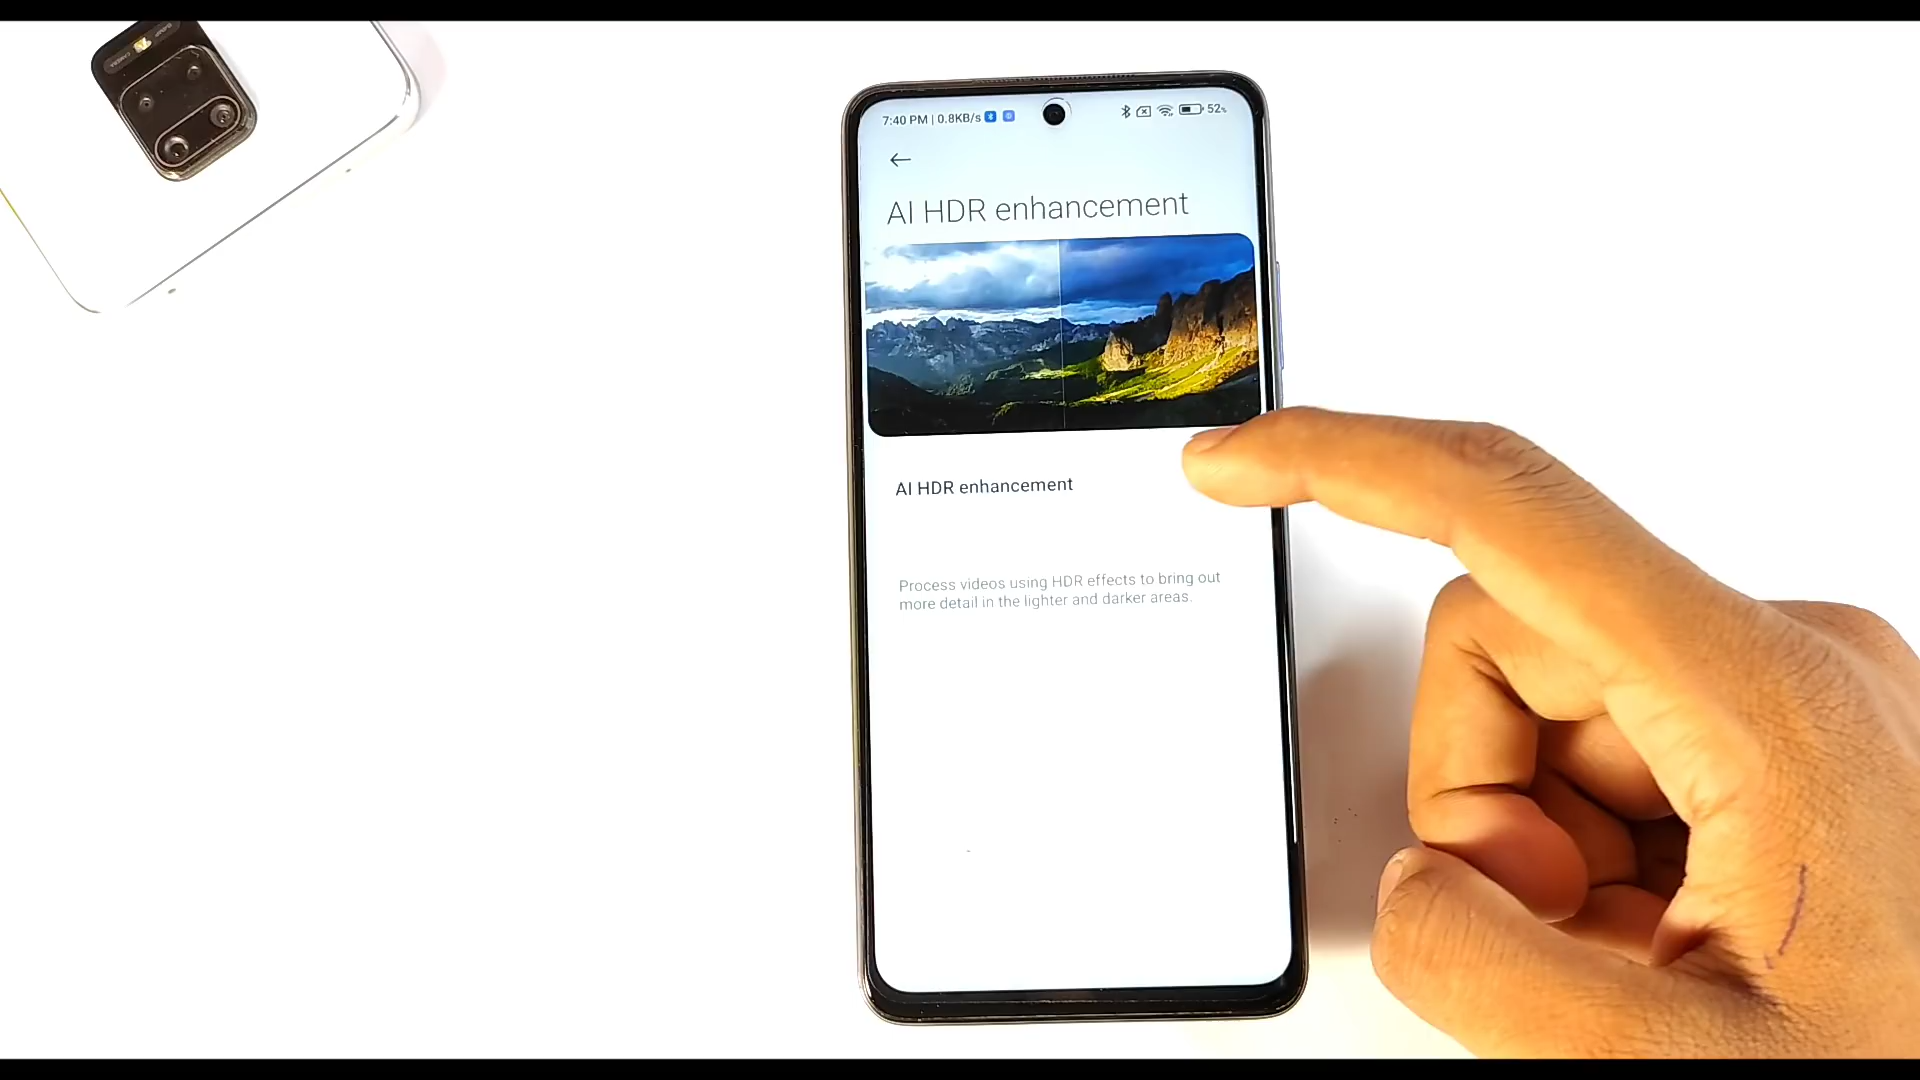 7:40 PM | 0.8KB/s
52%
AI HDR enhancement
AI HDR enhancement
Process videos using HDR effects to bring out
more detail in the lighter and darker areas.